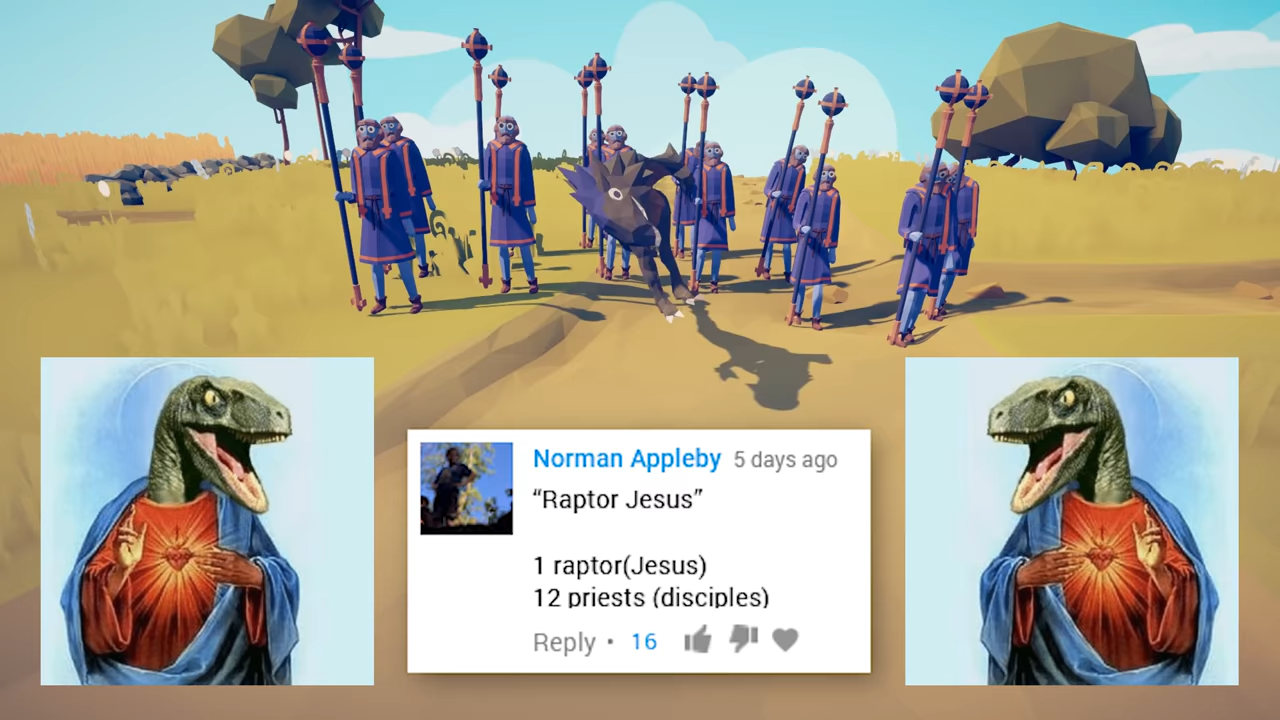 Norman Appleby 5 days ago
“Raptor Jesus”
1 raptor(Jesus)
12 priests (disciples)
Reply • 16